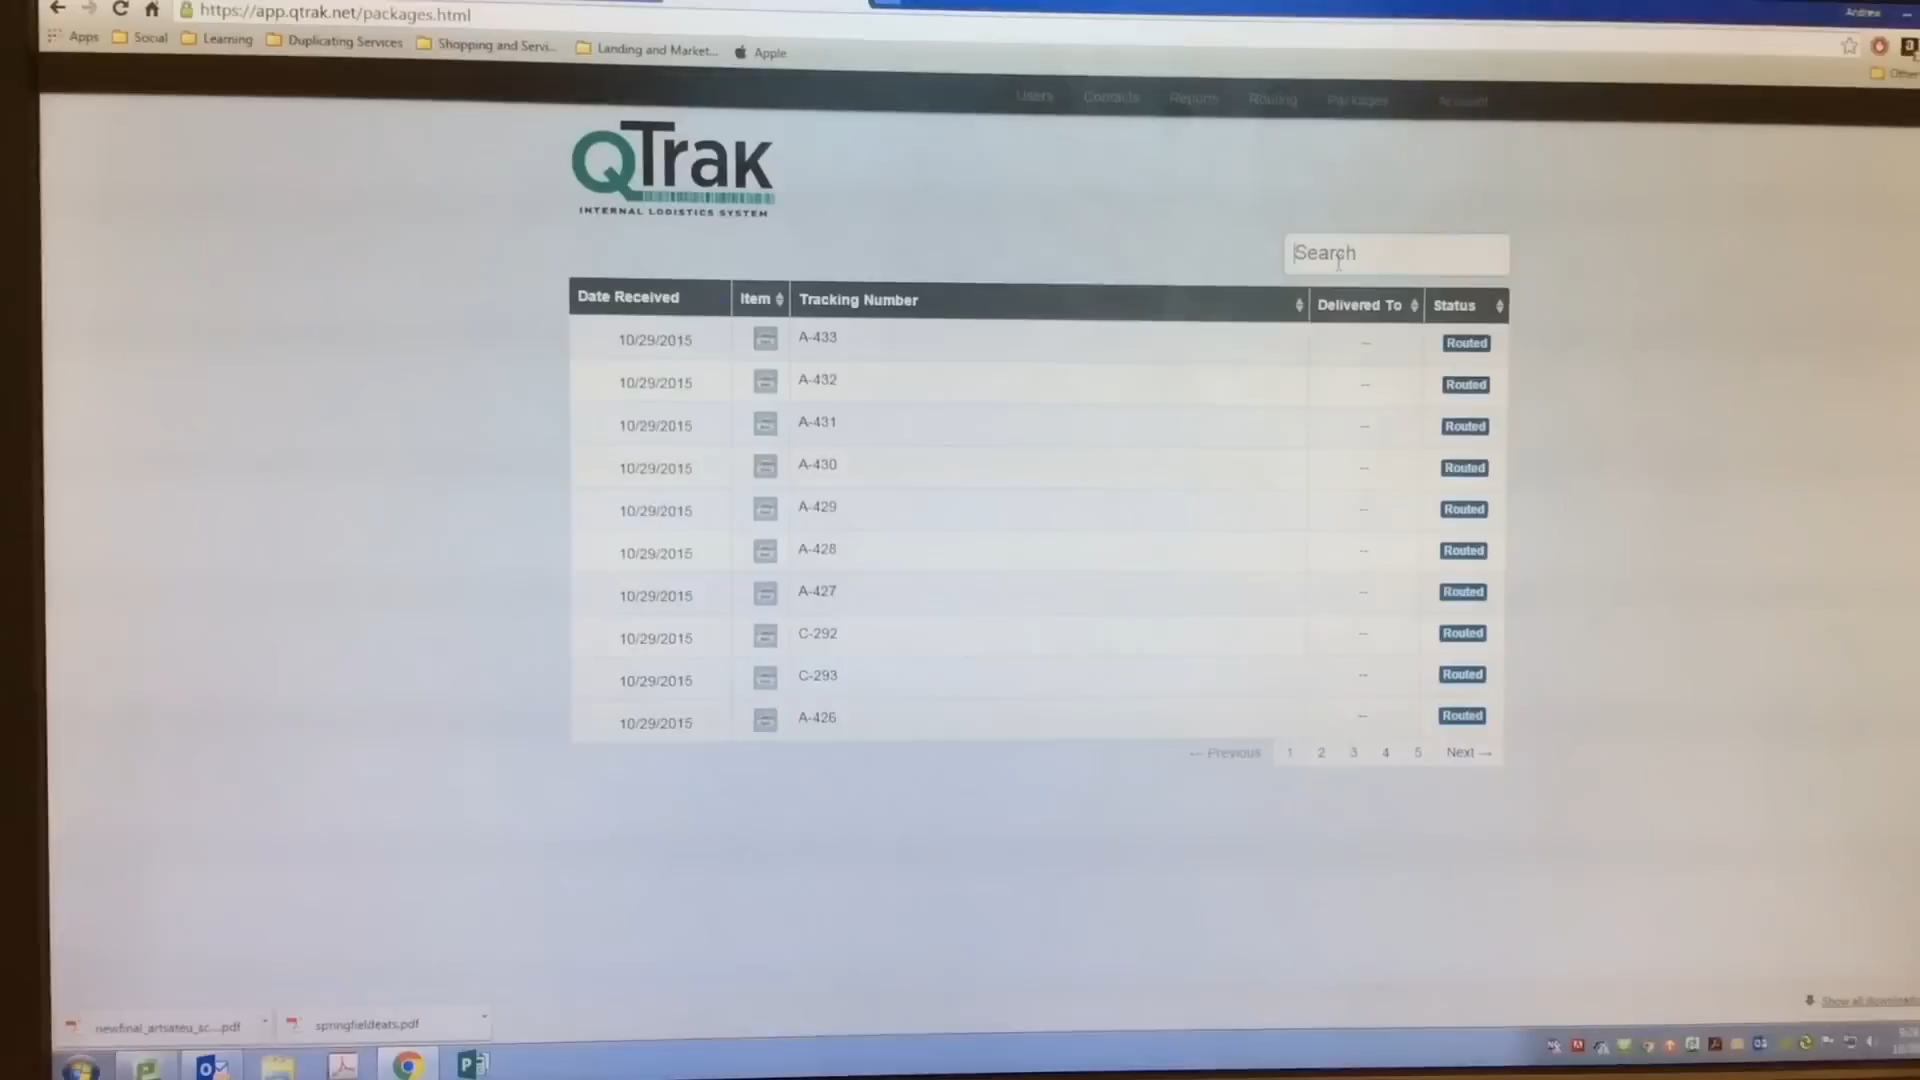 https://app.qtrak.net/packages.html
Andrew
Apps Social Learning Duplicating Services Shopping and Servi... Landing and Market... Apple
Other
Users Contacts Reports Routing Packages Account
QTrak
INTERNAL LOGISTICS SYSTEM
Search
Date Received Item Tracking Number Delivered To Status
10/29/2015 A-433 -- Routed
10/29/2015 A-432 -- Routed
10/29/2015 A-431 -- Routed
10/29/2015 A-430 -- Routed
10/29/2015 A-429 -- Routed
10/29/2015 A-428 -- Routed
10/29/2015 A-427 -- Routed
10/29/2015 C-292 -- Routed
10/29/2015 C-293 -- Routed
10/29/2015 A-426 -- Routed
← Previous 1 2 3 4 5 Next →
Show all downloads
newfinal_artsateu_sc....pdf springfieldeats.pdf